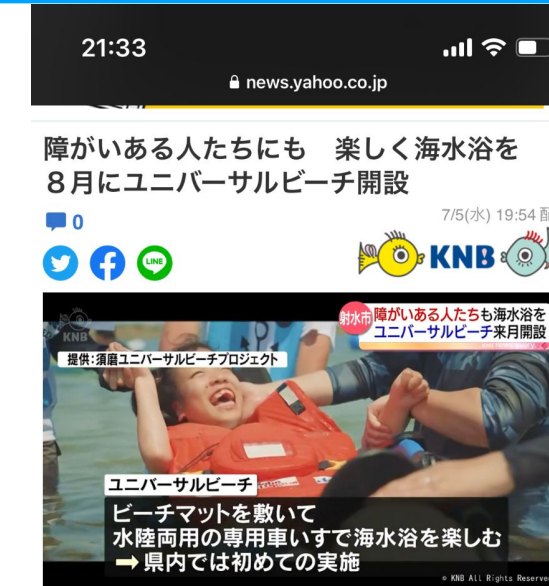 21:33
news.yahoo.co.jp
障がいある人たちにも　楽しく海水浴を
８月にユニバーサルビーチ開設
0
7/5(水) 19:54
LINE
KNB
KNB
射水市
障がいある人たちも海水浴を
ユニバーサルビーチ来月開設
提供：須磨ユニバーサルビーチプロジェクト
ユニバーサルビーチ
ビーチマットを敷いて
水陸両用の専用車いすで海水浴を楽しむ
➡県内では初めての実施
© KNB All Rights Reserve